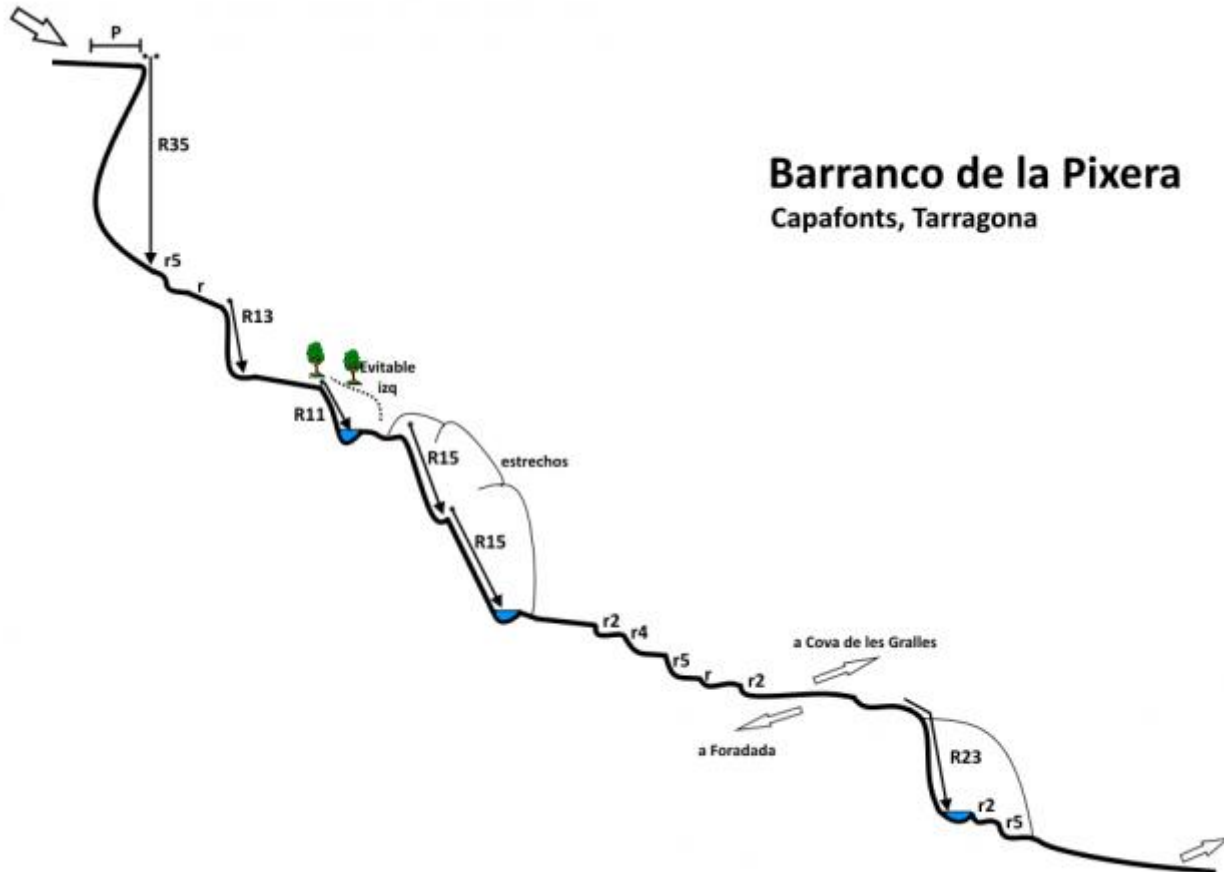 P
R35
Barranco de la Pixera
Capafonts, Tarragona
r5
r
R13
Evitable
izq
R11
R15
estrechos
R15
r2
r4
a Cova de les Gralles
r5
r
r2
a Foradada
R23
r2
r5